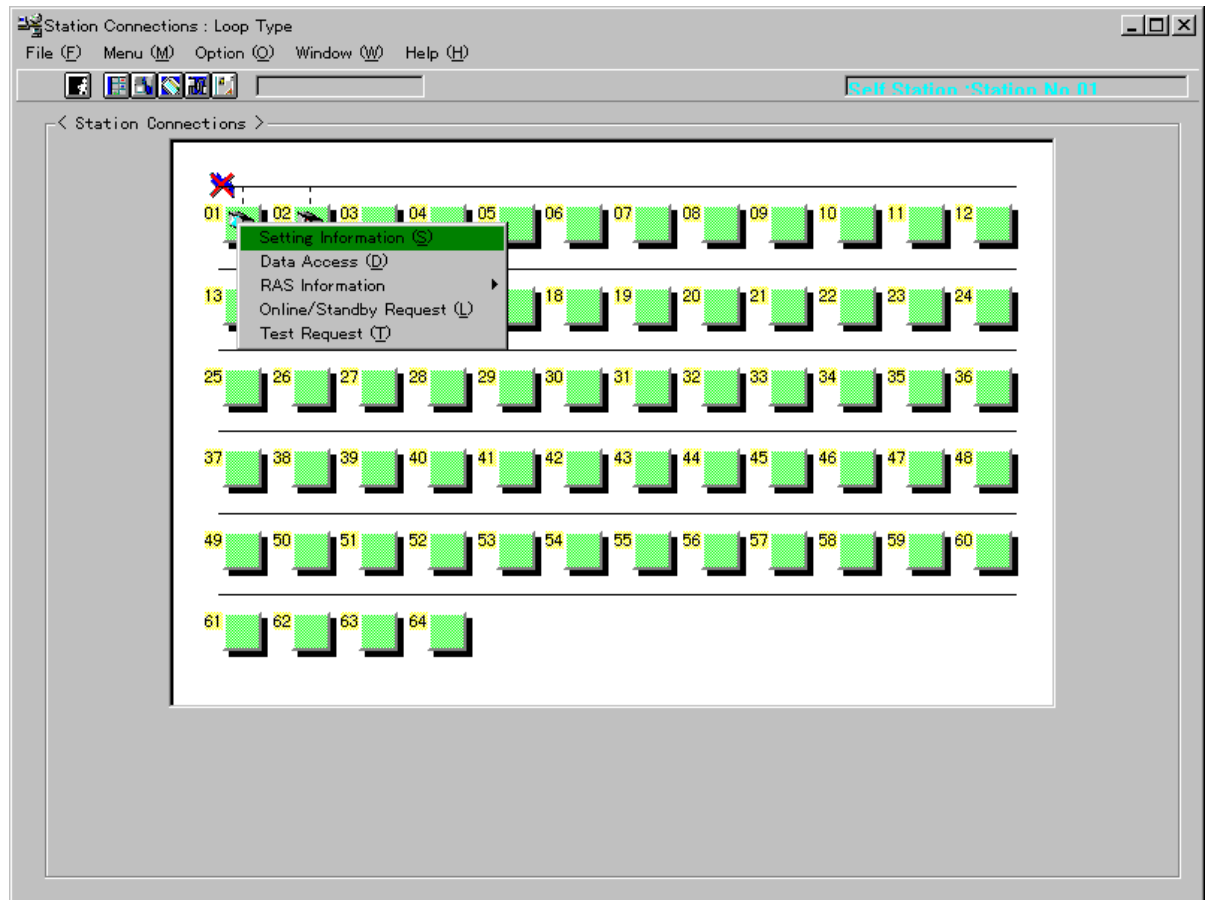 Station Connections : Loop Type
File (F) Menu (M) Option (O) Window (W) Help (H)
Self Station :Station No 01
< Station Connections >
01 02 03 04 05 06 07 08 09 10 11 12
Setting Information (S)
Data Access (D)
RAS Information
Online/Standby Request (L)
Test Request (T)
13 18 19 20 21 22 23 24
25 26 27 28 29 30 31 32 33 34 35 36
37 38 39 40 41 42 43 44 45 46 47 48
49 50 51 52 53 54 55 56 57 58 59 60
61 62 63 64